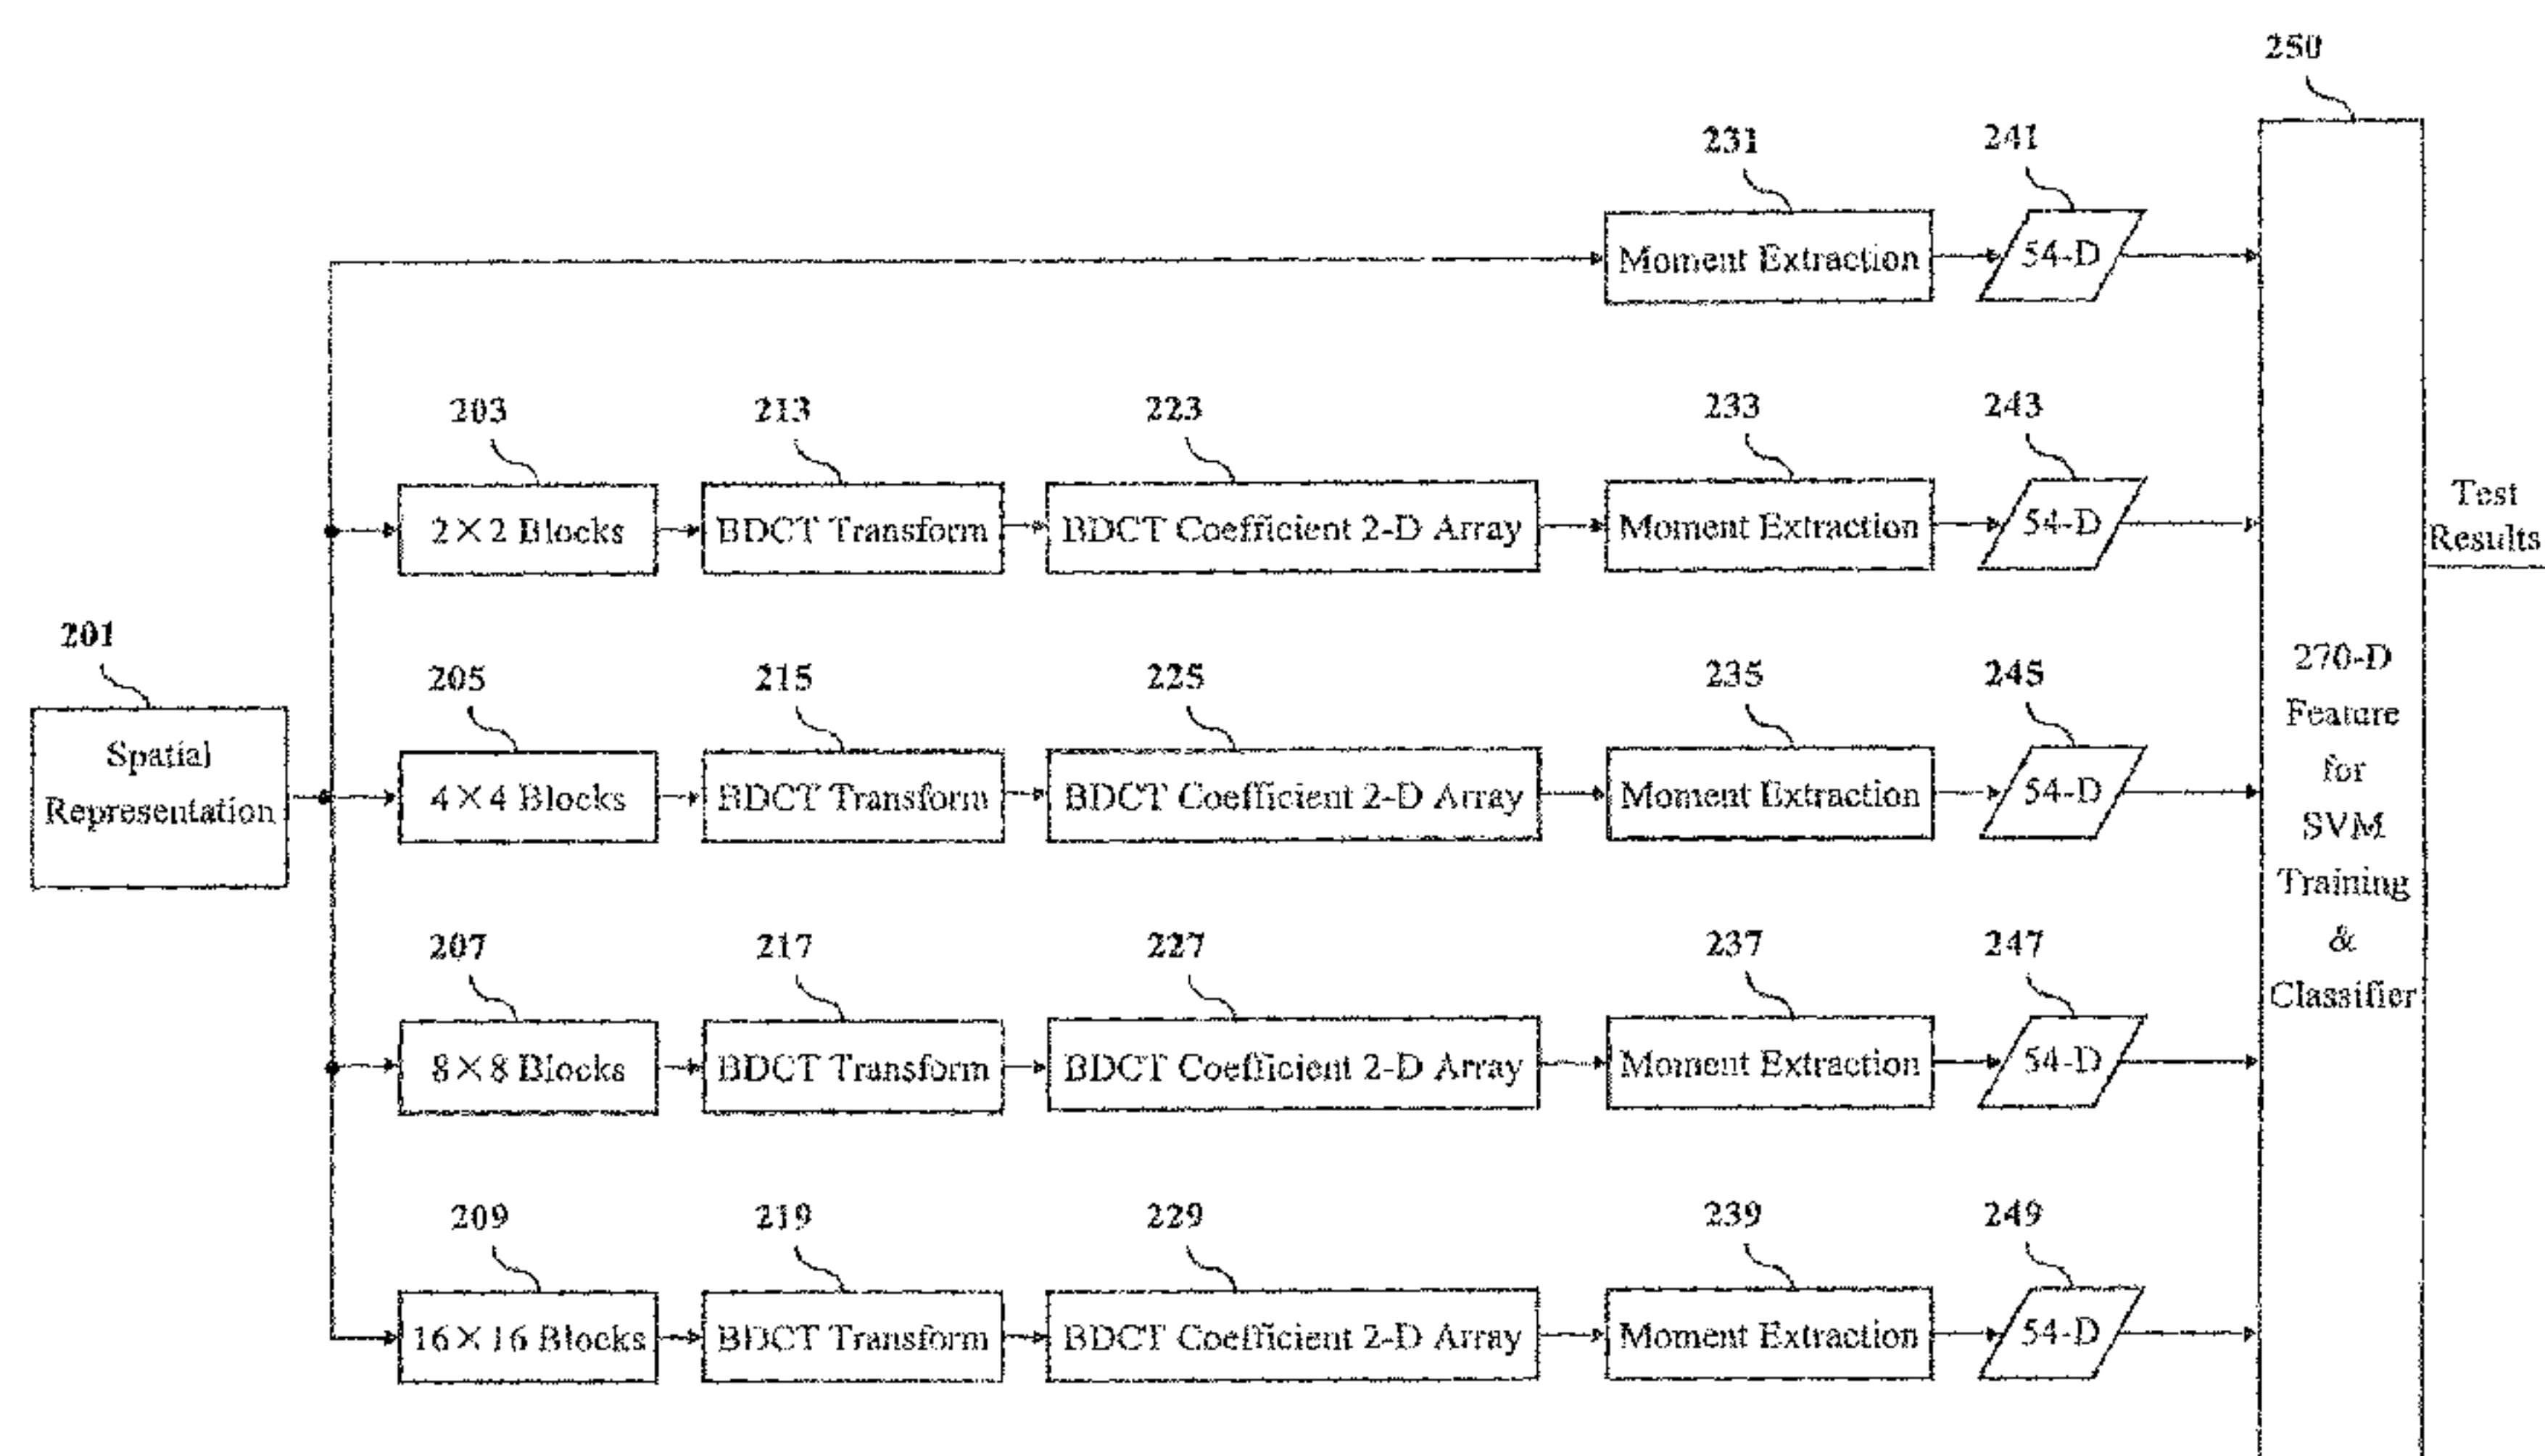 250
231
241
Moment Extraction
54-D
203
213
223
233
243
2×2 Blocks
BDCT Transform
BDCT Coefficient 2-D Array
Moment Extraction
54-D
Test
Results
201
Spatial
Representation
205
215
225
235
245
4×4 Blocks
BDCT Transform
BDCT Coefficient 2-D Array
Moment Extraction
54-D
270-D
Feature
for
SVM
Training
&
Classifier
207
217
227
237
247
8×8 Blocks
BDCT Transform
BDCT Coefficient 2-D Array
Moment Extraction
54-D
209
219
229
239
249
16×16 Blocks
BDCT Transform
BDCT Coefficient 2-D Array
Moment Extraction
54-D